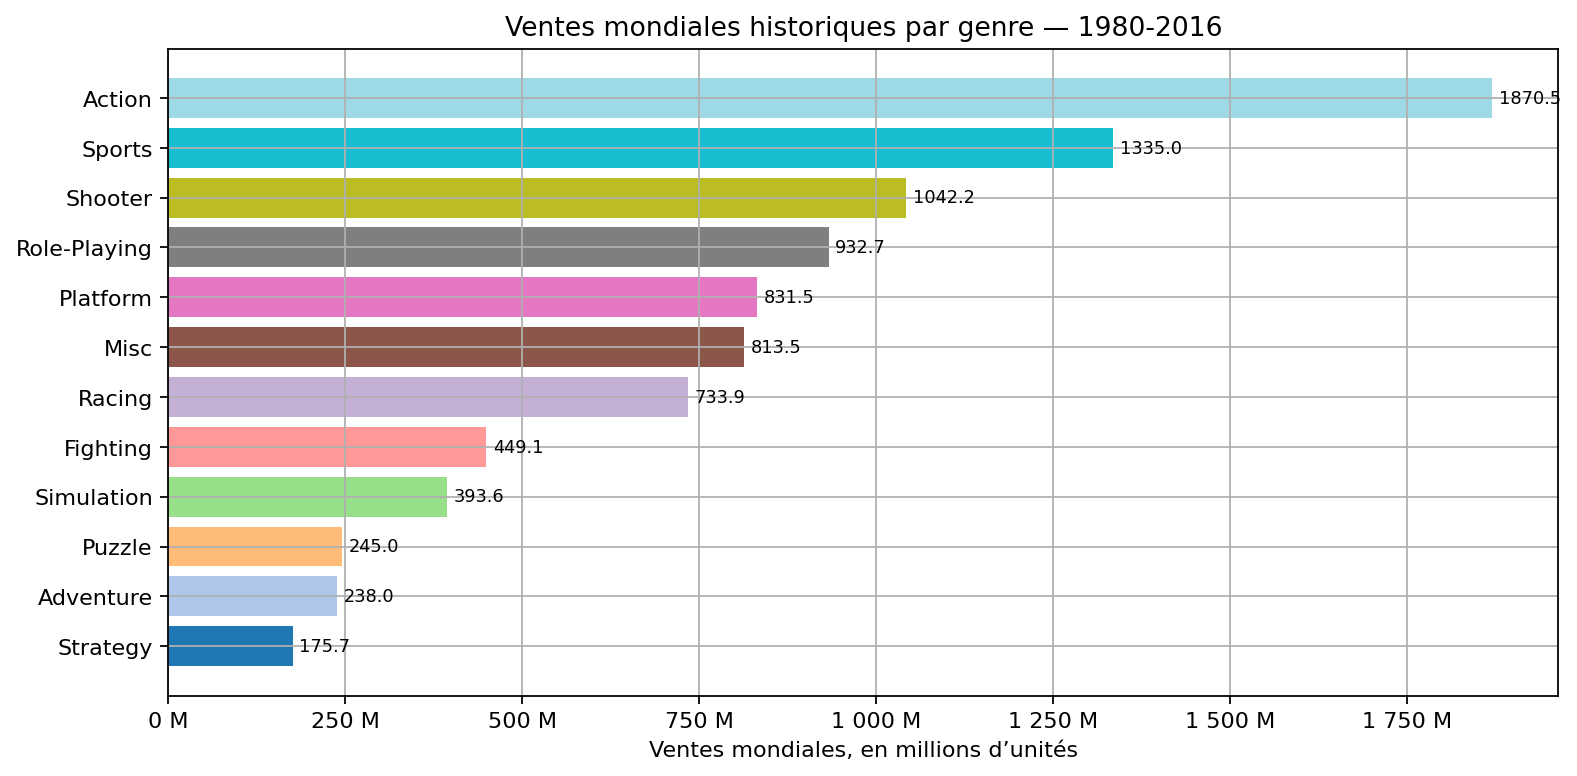 Ventes mondiales historiques par genre — 1980-2016
Action 1870.5
Sports 1335.0
Shooter 1042.2
Role-Playing 932.7
Platform 831.5
Misc 813.5
Racing 733.9
Fighting 449.1
Simulation 393.6
Puzzle 245.0
Adventure 238.0
Strategy 175.7
0 M 250 M 500 M 750 M 1 000 M 1 250 M 1 500 M 1 750 M
Ventes mondiales, en millions d’unités